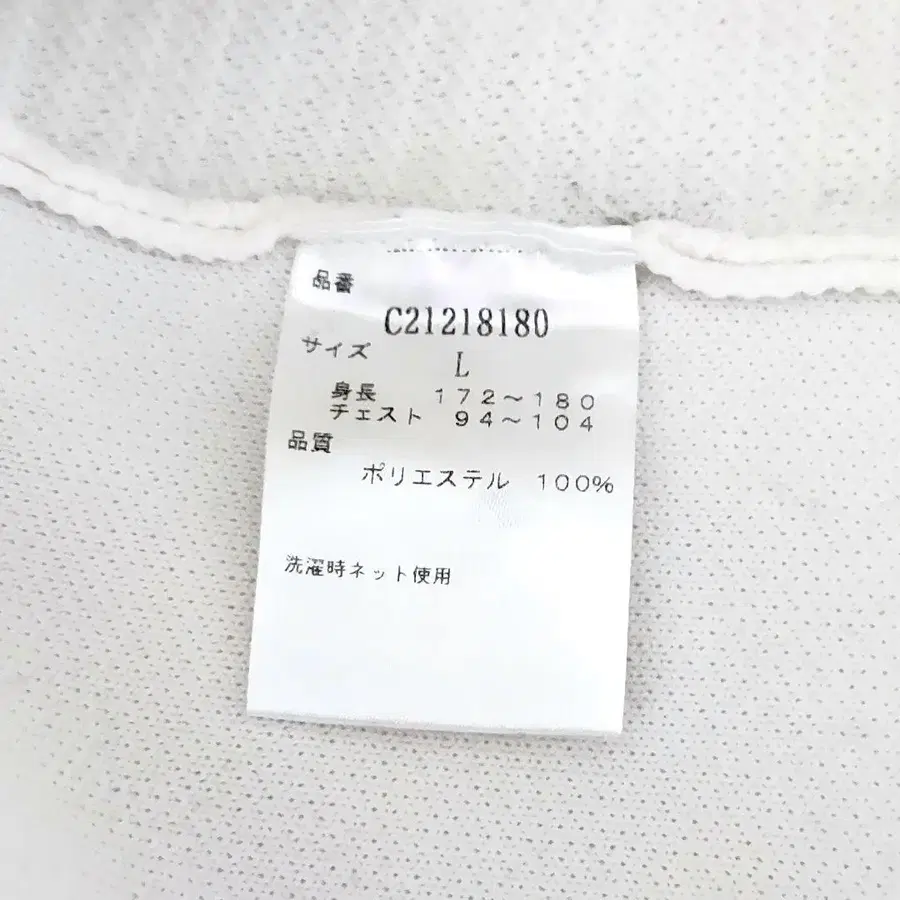 品番
C21218180
サイズ
L
身長 172～180
チェスト 94～104
品質
ポリエステル 100%
洗濯時ネット使用